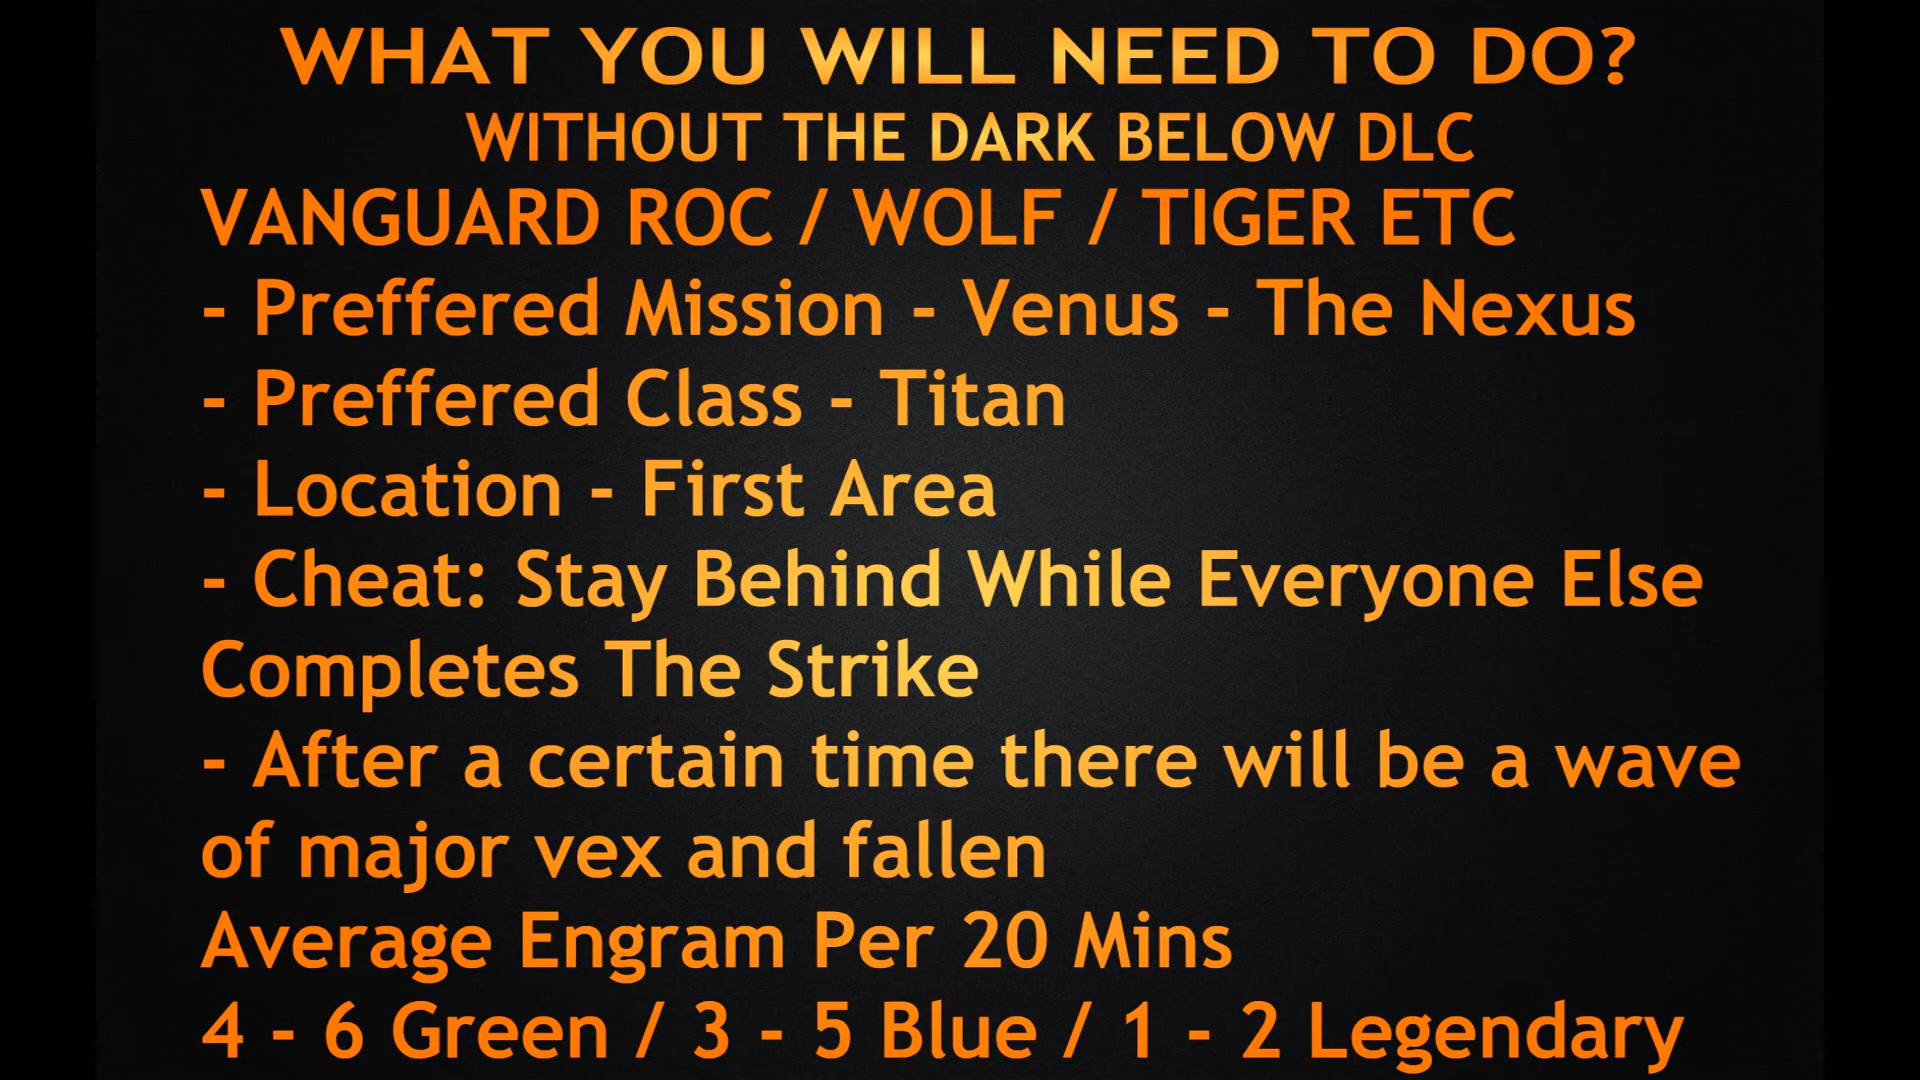 WHAT YOU WILL NEED TO DO?
WITHOUT THE DARK BELOW DLC
VANGUARD ROC / WOLF / TIGER ETC
- Preffered Mission - Venus - The Nexus
- Preffered Class - Titan
- Location - First Area
- Cheat: Stay Behind While Everyone Else
Completes The Strike
- After a certain time there will be a wave
of major vex and fallen
Average Engram Per 20 Mins
4 - 6 Green / 3 - 5 Blue / 1 - 2 Legendary